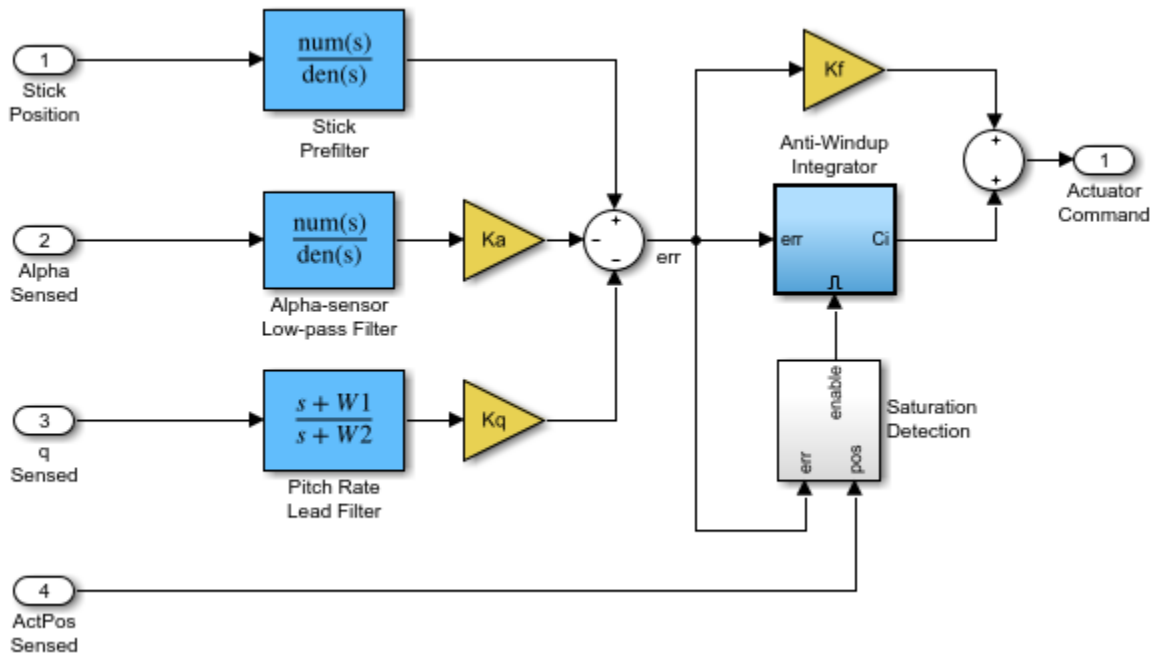 1
Stick
Position
num(s)
den(s)
Stick
Prefilter
2
Alpha
Sensed
num(s)
den(s)
Alpha-sensor
Low-pass Filter
Ka
3
q
Sensed
s + W1
s + W2
Pitch Rate
Lead Filter
Kq
4
ActPos
Sensed
+
−
−
err
Kf
Anti-Windup
Integrator
err
Ci
enable
err
pos
Saturation
Detection
+
+
1
Actuator
Command